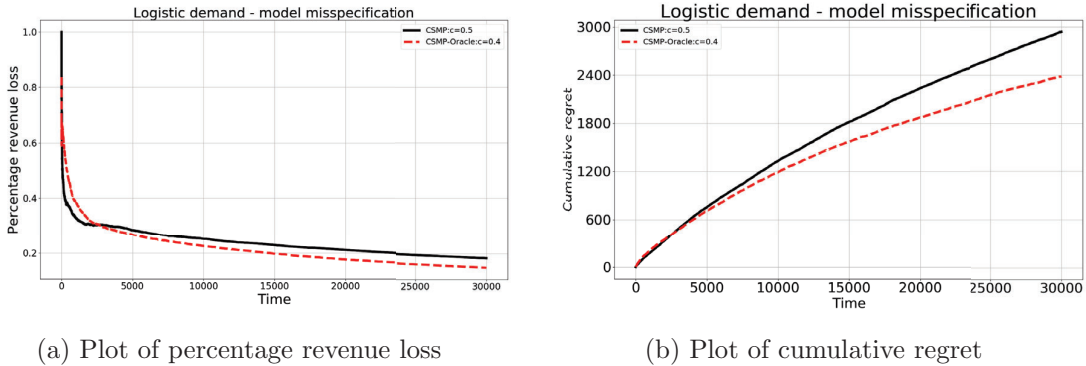 Logistic demand - model misspecification
CSMP:c=0.5
CSMP-Oracle:c=0.4
Percentage revenue loss
1.0
0.8
0.6
0.4
0.2
0
5000
10000
15000
20000
25000
30000
Time
(a) Plot of percentage revenue loss
Logistic demand - model misspecification
CSMP:c=0.5
CSMP-Oracle:c=0.4
Cumulative regret
3000
2400
1800
1200
600
0
0
5000
10000
15000
20000
25000
30000
Time
(b) Plot of cumulative regret